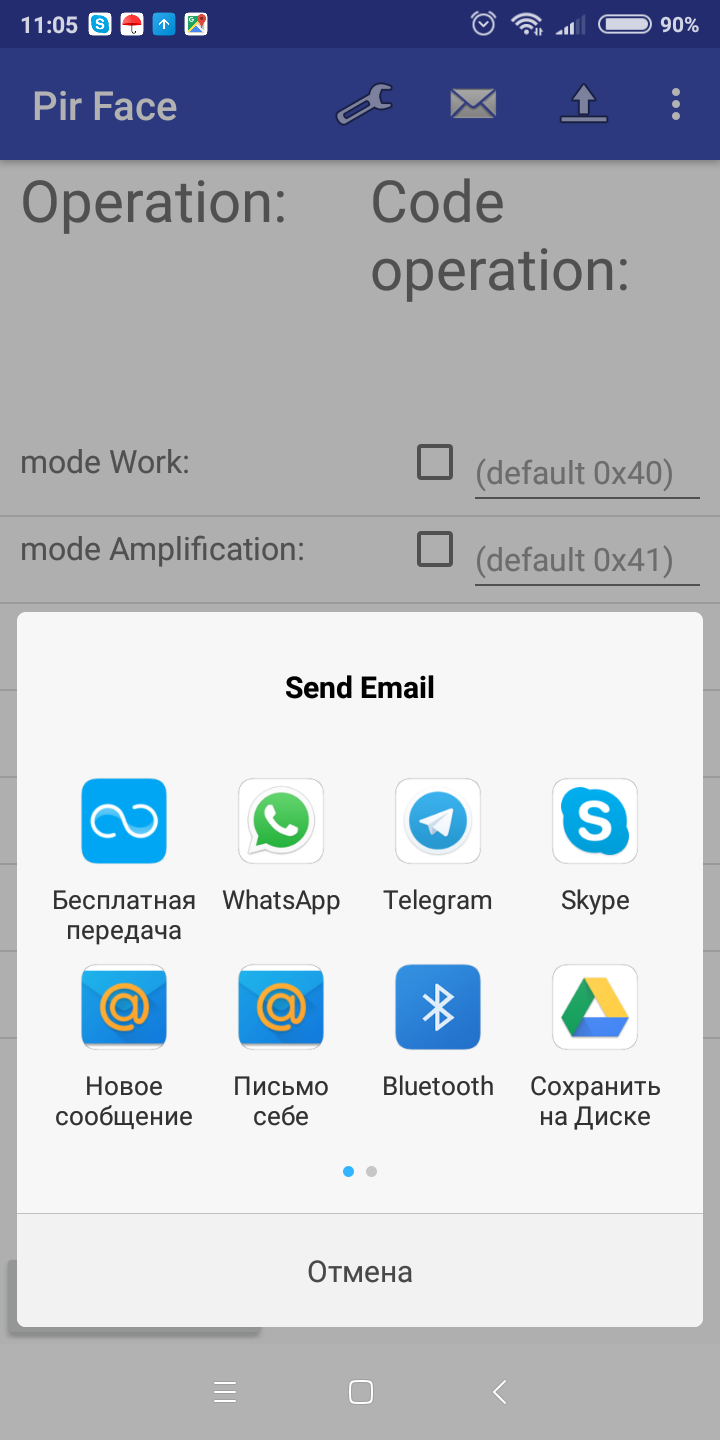 11:05
90%
Pir Face
Operation:
Code
operation:
mode Work:
(default 0x40)
mode Amplification:
(default 0x41)
Send Email
Бесплатная
передача
WhatsApp
Telegram
Skype
Новое
сообщение
Письмо
себе
Bluetooth
Сохранить
на Диске
Отмена